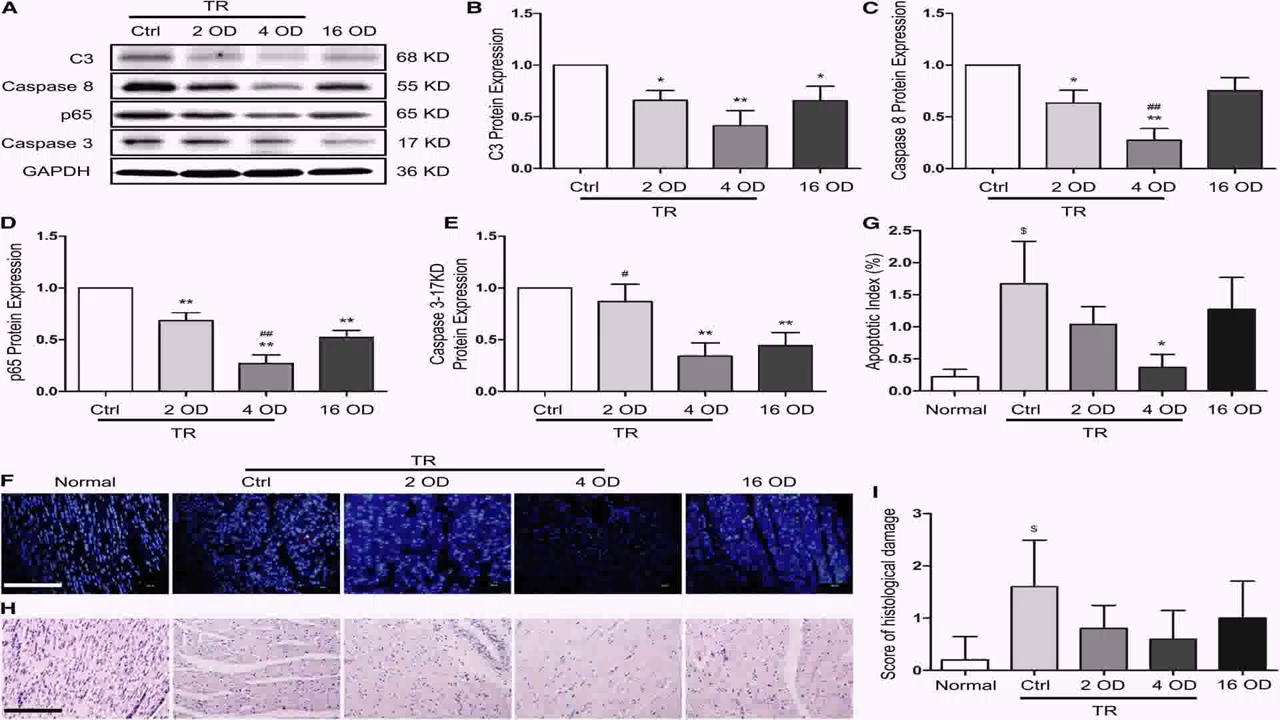 A
TR
Ctrl 2 OD 4 OD 16 OD
C3 68 KD
Caspase 8 55 KD
p65 65 KD
Caspase 3 17 KD
GAPDH 36 KD
B
C3 Protein Expression
1.5
1.0
0.5
0.0
*
**
*
Ctrl 2 OD 4 OD 16 OD
TR
C
Caspase 8 Protein Expression
1.5
1.0
0.5
0.0
*
##
**
Ctrl 2 OD 4 OD 16 OD
TR
D
p65 Protein Expression
1.5
1.0
0.5
0.0
**
##
**
**
Ctrl 2 OD 4 OD 16 OD
TR
E
Caspase 3-17KD
Protein Expression
1.5
1.0
0.5
0.0
#
**
**
Ctrl 2 OD 4 OD 16 OD
TR
G
Apoptotic Index (%)
2.5
2.0
1.5
1.0
0.5
0.0
$
*
Normal Ctrl 2 OD 4 OD 16 OD
TR
F
TR
Normal Ctrl 2 OD 4 OD 16 OD
H
I
Score of histological damage
3
2
1
0
$
Normal Ctrl 2 OD 4 OD 16 OD
TR